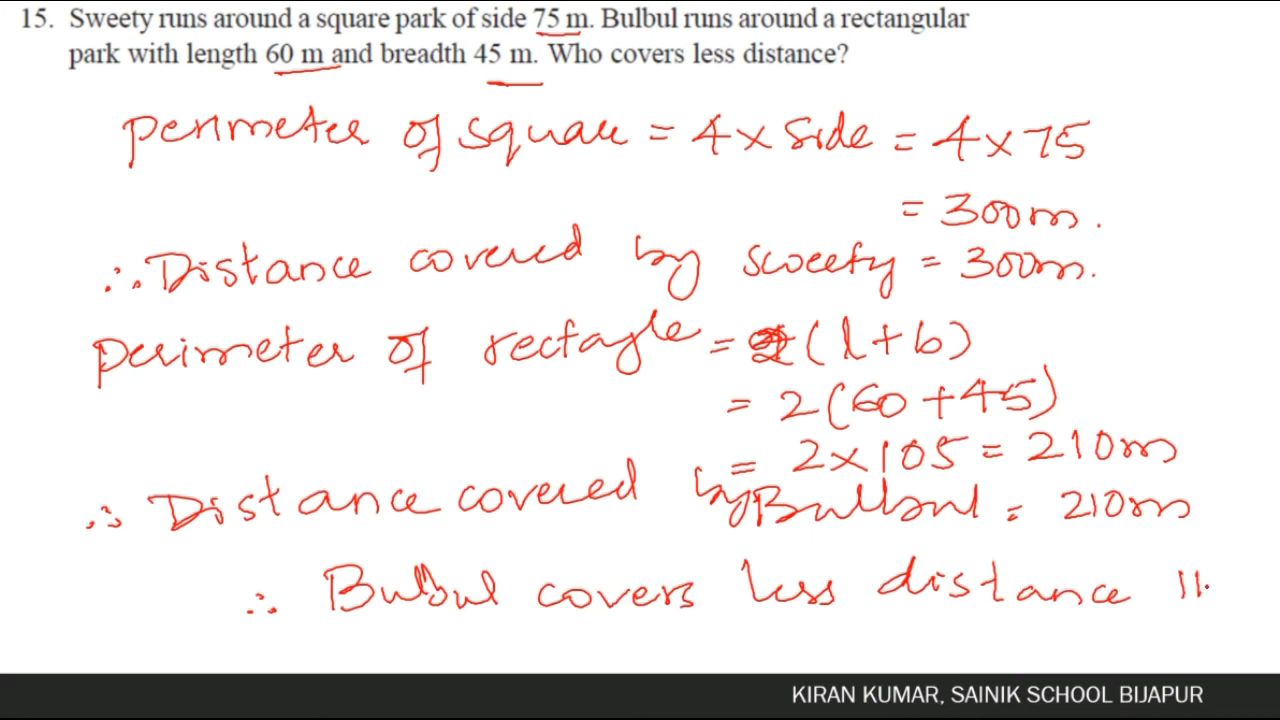 15. Sweety runs around a square park of side 75 m. Bulbul runs around a rectangular
park with length 60 m and breadth 45 m. Who covers less distance?
perimeter of square = 4 x side = 4 x 75
= 300m.
∴ Distance covered by sweety = 300m.
perimeter of rectagle = 2 (l + b)
= 2 (60 + 45)
= 2 x 105 = 210m
∴ Distance covered by Bulbul = 210m
∴ Bulbul covers less distance
KIRAN KUMAR, SAINIK SCHOOL BIJAPUR